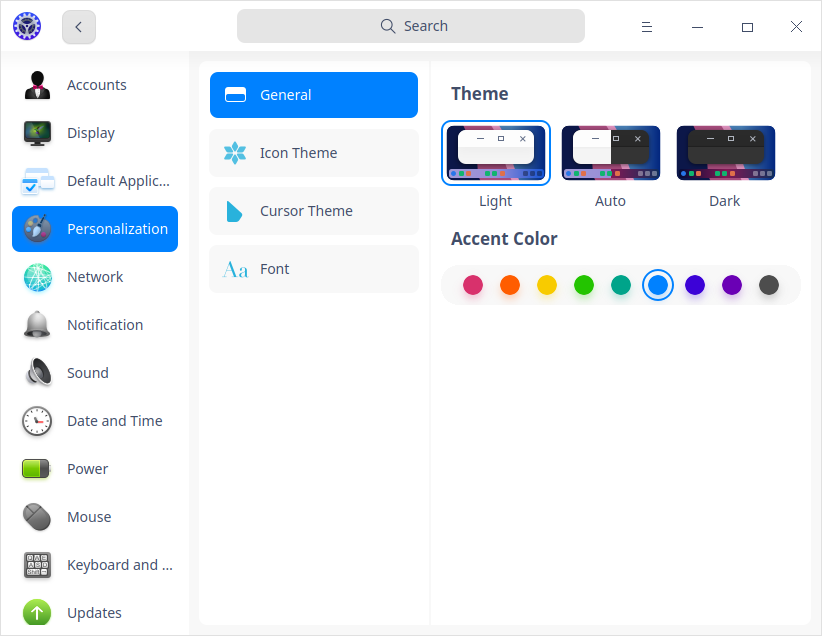 Search
Accounts
Display
Default Applic...
Personalization
Network
Notification
Sound
Date and Time
Power
Mouse
Keyboard and ...
Updates
General
Icon Theme
Cursor Theme
Aa Font
Theme
Light Auto Dark
Accent Color